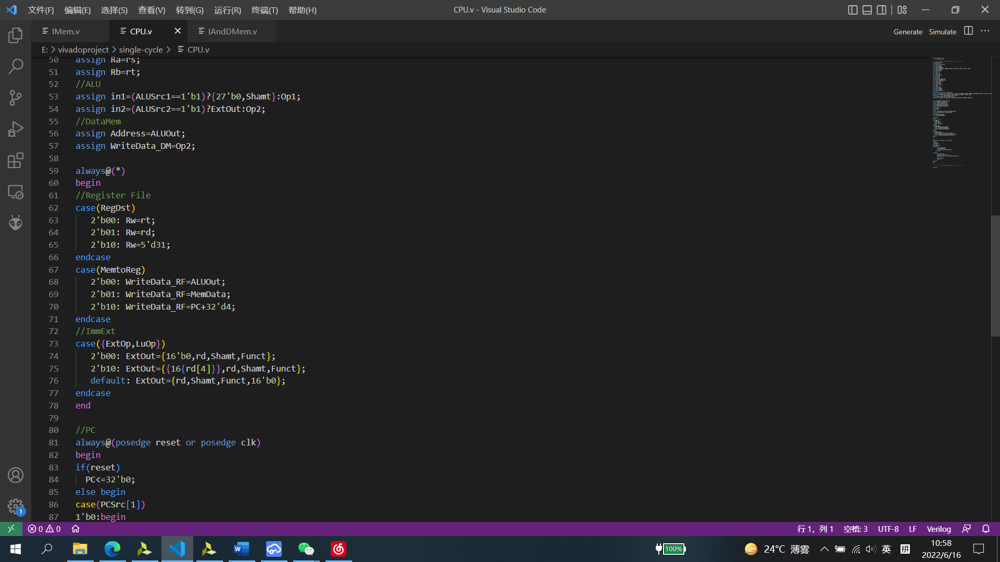 文件(F) 编辑(E) 选择(S) 查看(V) 转到(G) 运行(R) 终端(T) 帮助(H) CPU.v - Visual Studio Code
IMem.v CPU.v IAndDMem.v Generate Simulate
E: > vivadoproject > single-cycle > CPU.v
50 assign Ra=rs;
51 assign Rb=rt;
52 //ALU
53 assign in1=(ALUSrc1==1'b1)?{27'b0,Shamt}:Op1;
54 assign in2=(ALUSrc2==1'b1)?ExtOut:Op2;
55 //DataMem
56 assign Address=ALUOut;
57 assign WriteData_DM=Op2;
58
59 always@(*)
60 begin
61 //Register File
62 case(RegDst)
63 2'b00: Rw=rt;
64 2'b01: Rw=rd;
65 2'b10: Rw=5'd31;
66 endcase
67 case(MemtoReg)
68 2'b00: WriteData_RF=ALUOut;
69 2'b01: WriteData_RF=MemData;
70 2'b10: WriteData_RF=PC+32'd4;
71 endcase
72 //ImmExt
73 case({ExtOp,LuOp})
74 2'b00: ExtOut={16'b0,rd,Shamt,Funct};
75 2'b10: ExtOut={{16{rd[4]}},rd,Shamt,Funct};
76 default: ExtOut={rd,Shamt,Funct,16'b0};
77 endcase
78 end
79
80 //PC
81 always@(posedge reset or posedge clk)
82 begin
83 if(reset)
84 PC<=32'b0;
85 else begin
86 case(PCSrc[1])
87 1'b0:begin
1
0 0 行 1，列 1 空格: 3 UTF-8 LF Verilog
100% 24°C 薄雾 英 拼 10:58
2022/6/16